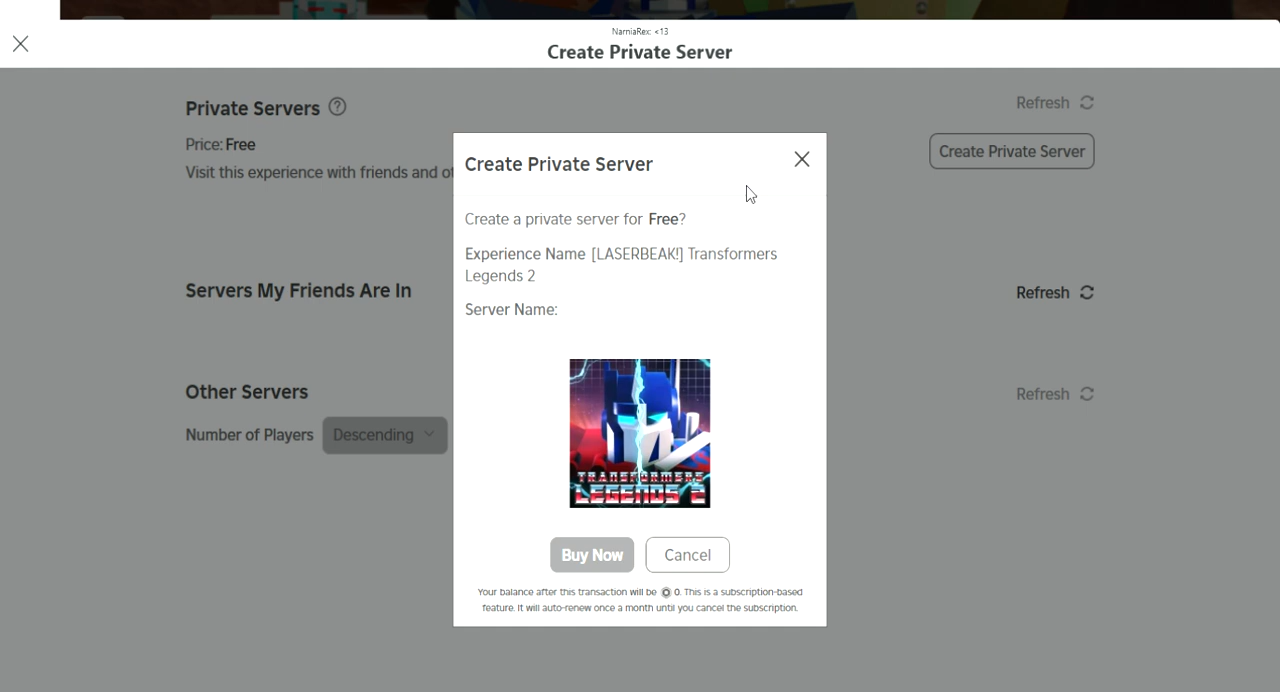 NarniaRex: <13
Create Private Server
Private Servers
Refresh
Price: Free
Create Private Server
Visit this experience with friends and ot
Create Private Server
Create a private server for Free?
Experience Name [LASERBEAK!] Transformers
Legends 2
Server Name:
Servers My Friends Are In
Refresh
Other Servers
Refresh
Number of Players
Descending
TRANSFORMERS
LEGENDS 2
Buy Now
Cancel
Your balance after this transaction will be 0. This is a subscription-based
feature. It will auto-renew once a month until you cancel the subscription.